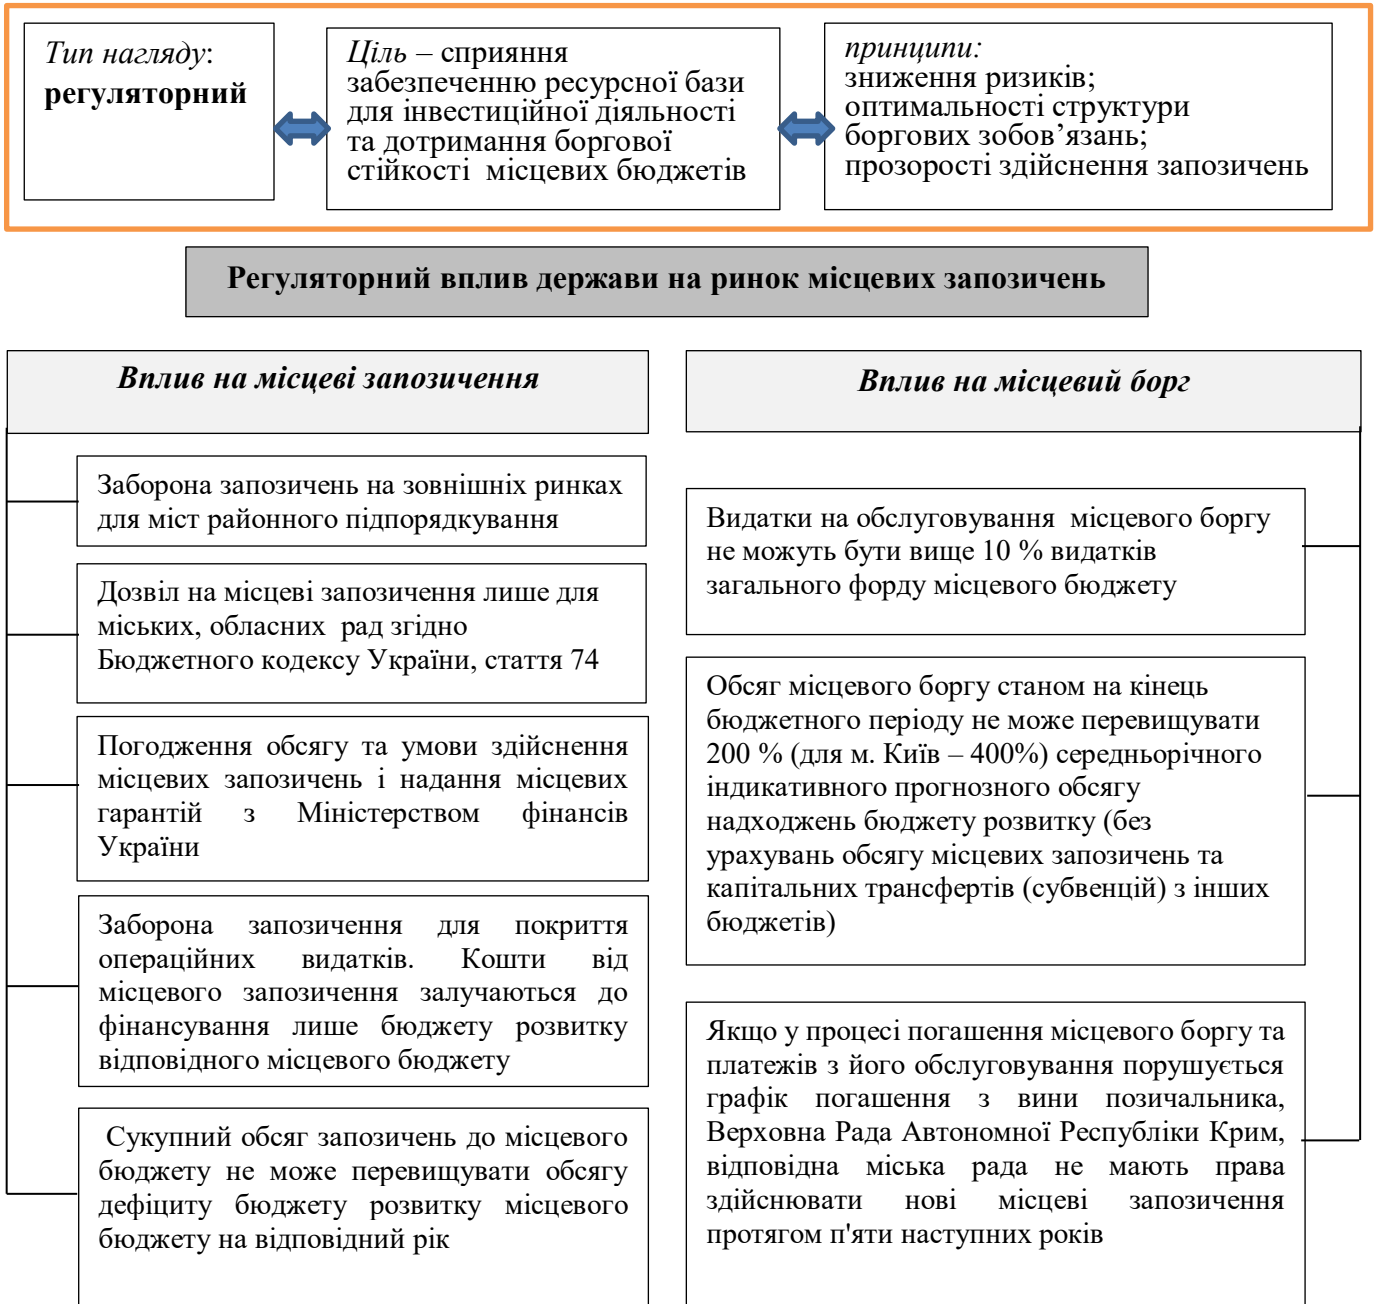 Тип нагляду:
регуляторний
Ціль – сприяння
забезпеченню ресурсної бази
для інвестиційної діяльності
та дотримання боргової
стійкості місцевих бюджетів
принципи:
зниження ризиків;
оптимальності структури
боргових зобов’язань;
прозорості здійснення запозичень
Регуляторний вплив держави на ринок місцевих запозичень
Вплив на місцеві запозичення
Заборона запозичень на зовнішніх ринках
для міст районного підпорядкування
Дозвіл на місцеві запозичення лише для
міських, обласних рад згідно
Бюджетного кодексу України, стаття 74
Погодження обсягу та умови здійснення
місцевих запозичень і надання місцевих
гарантій з Міністерством фінансів
України
Заборона запозичення для покриття
операційних видатків. Кошти від
місцевого запозичення залучаються до
фінансування лише бюджету розвитку
відповідного місцевого бюджету
Сукупний обсяг запозичень до місцевого
бюджету не може перевищувати обсягу
дефіциту бюджету розвитку місцевого
бюджету на відповідний рік
Вплив на місцевий борг
Видатки на обслуговування місцевого боргу
не можуть бути вище 10 % видатків
загального форду місцевого бюджету
Обсяг місцевого боргу станом на кінець
бюджетного періоду не може перевищувати
200 % (для м. Київ – 400%) середньорічного
індикативного прогнозного обсягу
надходжень бюджету розвитку (без
урахувань обсягу місцевих запозичень та
капітальних трансфертів (субвенцій) з інших
бюджетів)
Якщо у процесі погашення місцевого боргу та
платежів з його обслуговування порушується
графік погашення з вини позичальника,
Верховна Рада Автономної Республіки Крим,
відповідна міська рада не мають права
здійснювати нові місцеві запозичення
протягом п'яти наступних років